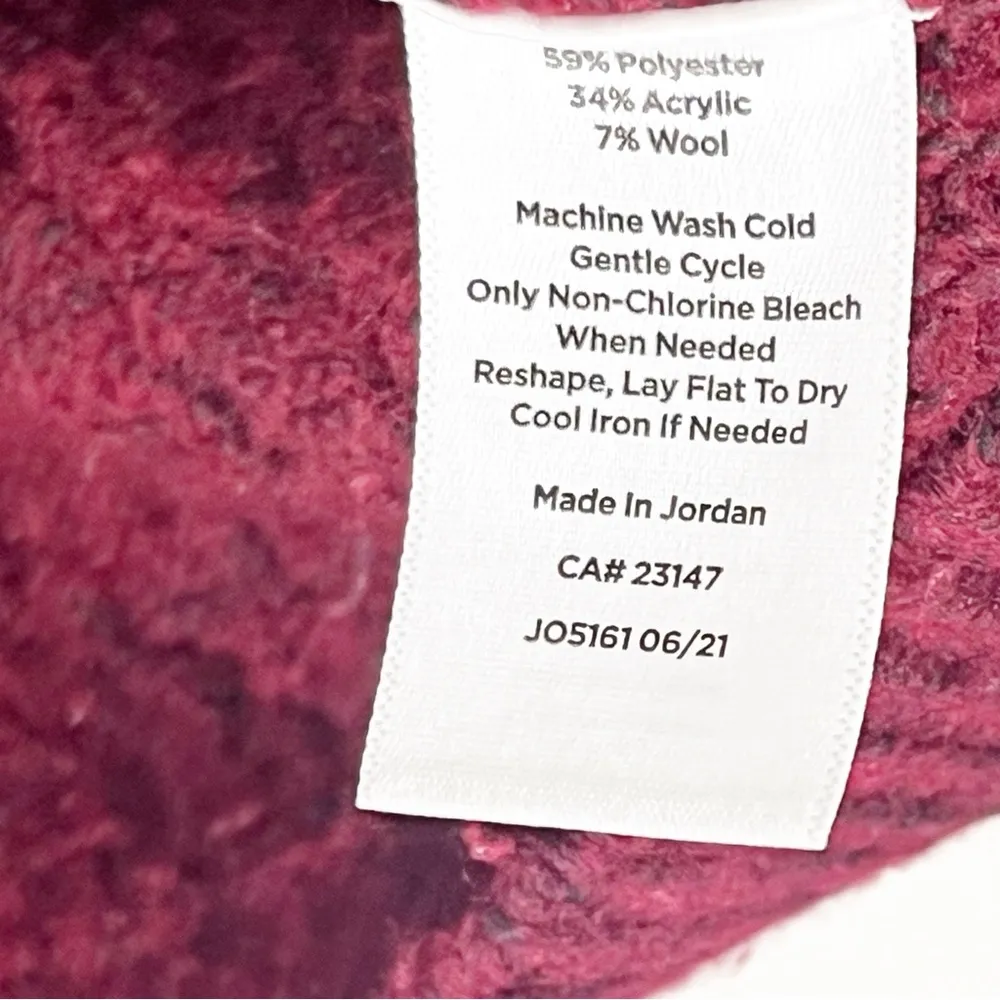 59% Polyester
34% Acrylic
7% Wool
Machine Wash Cold
Gentle Cycle
Only Non-Chlorine Bleach
When Needed
Reshape, Lay Flat To Dry
Cool Iron If Needed
Made In Jordan
CA# 23147
JO5161 06/21